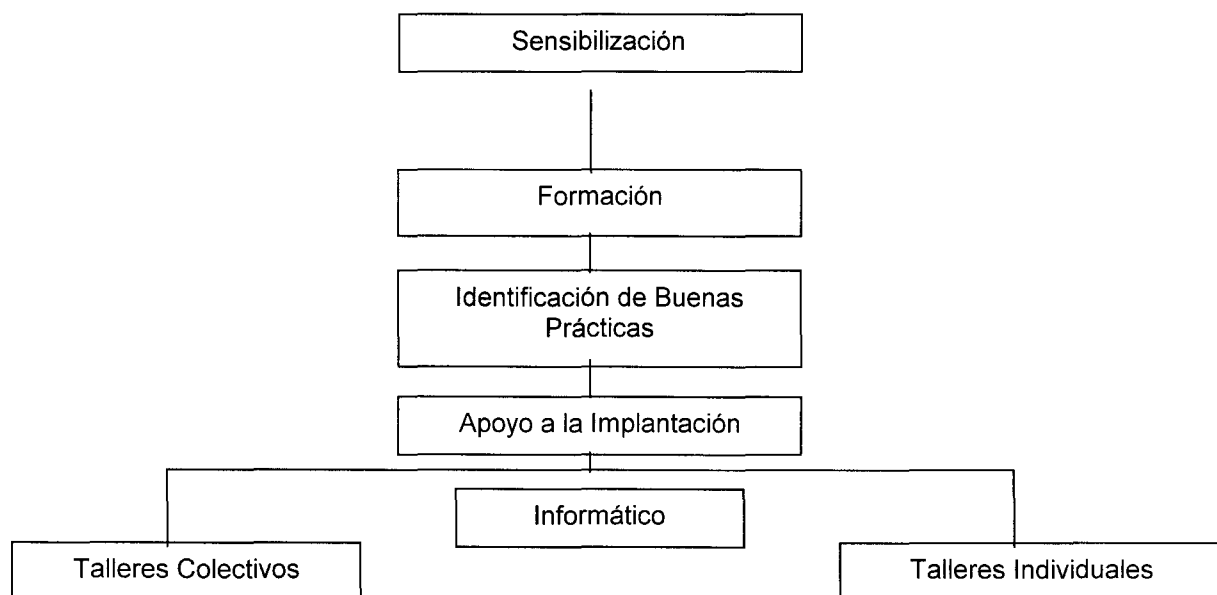 Sensibilización
Formación
Identificación de Buenas
Prácticas
Apoyo a la Implantación
Informático
Talleres Colectivos
Talleres Individuales